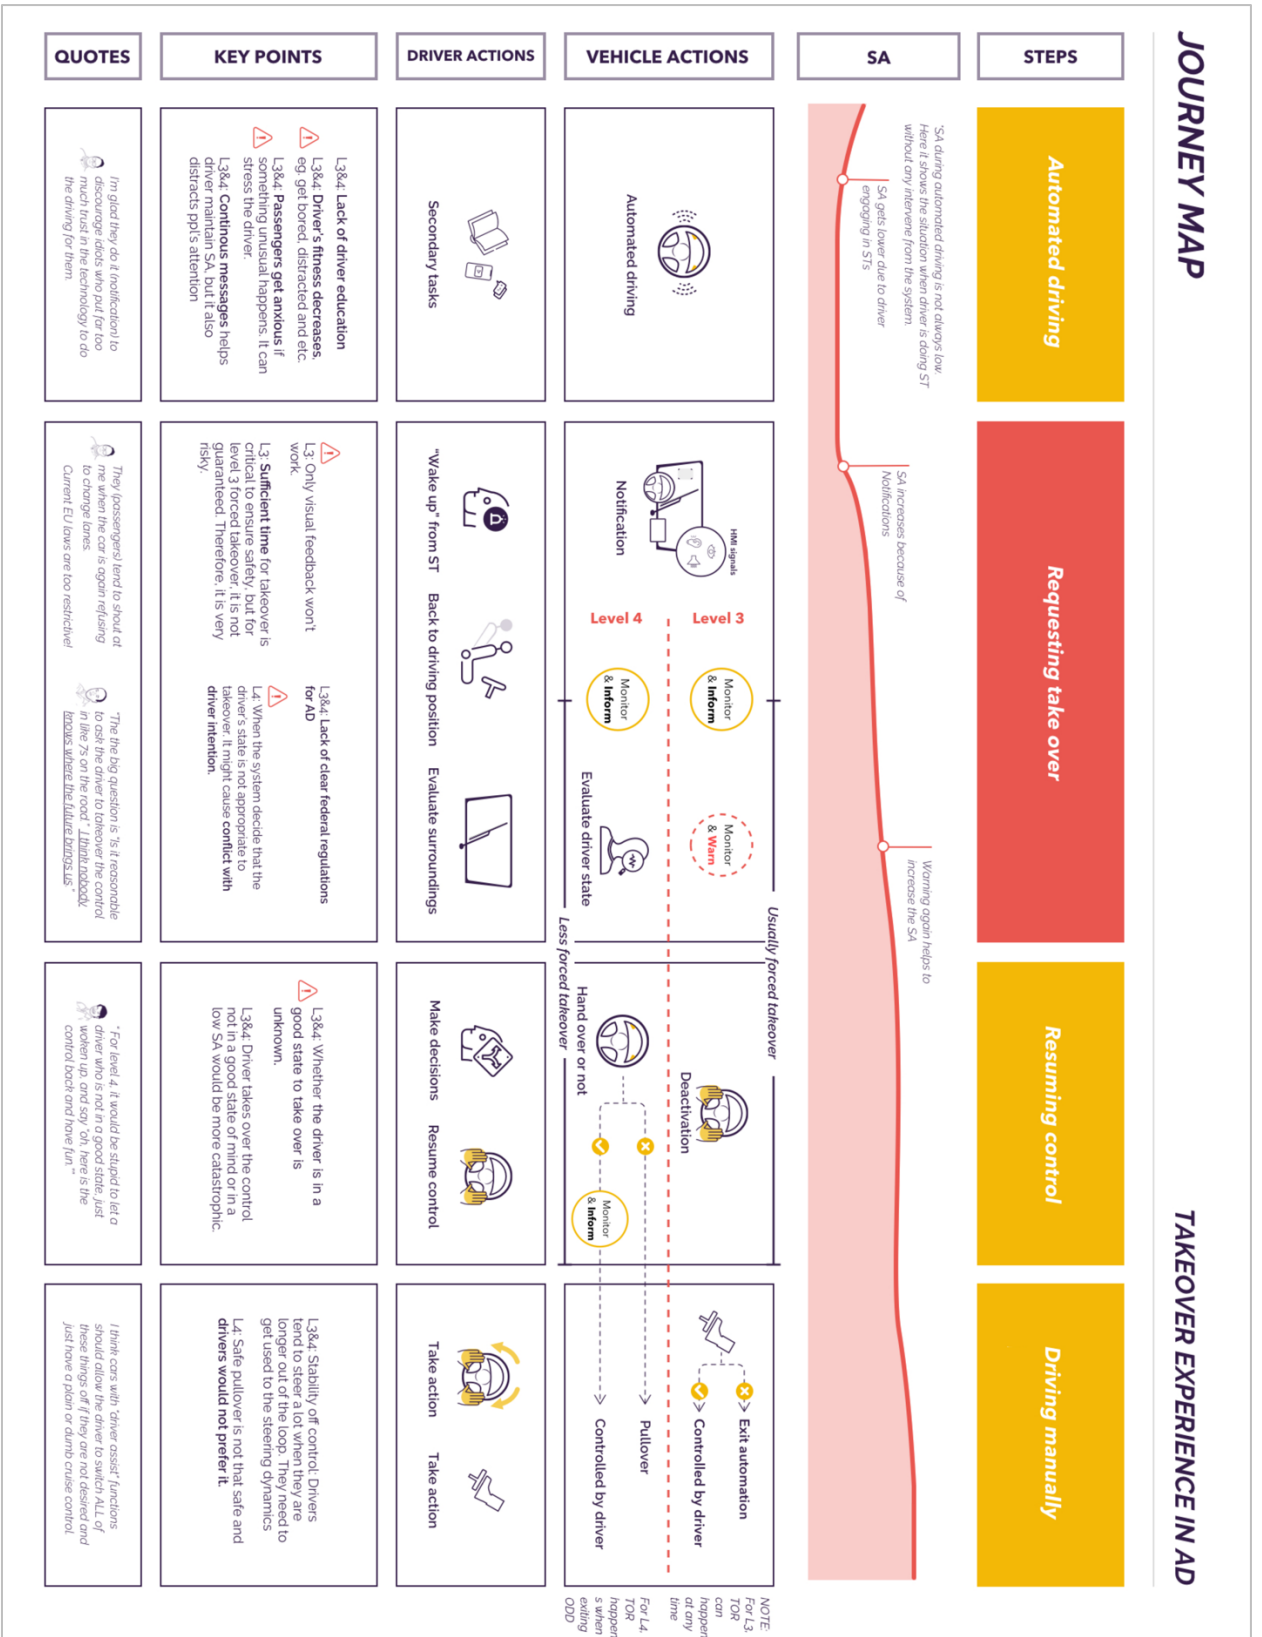 JOURNEY MAP
TAKEOVER EXPERIENCE IN AD
STEPS
Automated driving
Requesting take over
Resuming control
Driving manually
SA
*SA during automated driving is not always low.
Here it shows the situation when driver is doing ST
without any intervene from the system.
SA gets lower due to driver
engaging in STs
SA increases because of
Notifications
Warning again helps to
increase the SA
VEHICLE ACTIONS
Automated driving
HMI signals
Notification
Level 3
Level 4
Monitor
& Inform
Monitor
& Warn
Monitor
& Inform
Evaluate driver state
Usually forced takeover
Less forced takeover
Deactivation
Hand over or not
Monitor
& Inform
Exit automation
Controlled by driver
Pullover
Controlled by driver
NOTE:
For L3,
TOR
can
happen
at any
time
For L4,
TOR
happen
s when
exiting
ODD
DRIVER ACTIONS
Secondary tasks
"Wake up" from ST
Back to driving position
Evaluate surroundings
Make decisions
Resume control
Take action
Take action
KEY POINTS
L3&4: Lack of driver education
L3&4: Driver's fitness decreases,
eg. get bored, distracted and etc.
L3&4: Passengers get anxious if
something unusual happens. It can
stress the driver.
L3&4: Continous messages helps
driver maintain SA, but it also
distracts ppl's attention
L3: Only visual feedback won't
work.
L3: Sufficient time for takeover is
critical to ensure safety, but for
level 3 forced takeover, it is not
guaranteed. Therefore, it is very
risky.
L3&4: Lack of clear federal regulations
for AD
L4: When the system decide that the
driver's state is not appropriate to
takeover. It might cause conflict with
driver intention.
L3&4: Whether the driver is in a
good state to take over is
unknown.
L3&4: Driver takes over the control
not in a good state of mind or in a
low SA would be more catastrophic.
L3&4: Stability off control: Drivers
tend to steer a lot when they are
longer out of the loop. They need to
get used to the steering dynamics
L4: Safe pullover is not that safe and
drivers would not prefer it.
QUOTES
I'm glad they do it (notification) to
discourage idiots who put far too
much trust in the technology to do
the driving for them.
They (passengers) tend to shout at
me when the car is again refusing
to change lanes.
Current EU laws are too restrictive!
"The the big question is "Is it reasonable
to ask the driver to takeover the control
in like 7s on the road." I think nobody
knows where the future brings us."
" For level 4, it would be stupid to let a
driver who is not in a good state, just
woken up, and say "oh, here is the
control back and have fun.""
I think cars with "driver assist" functions
should allow the driver to switch ALL of
these things off if they are not desired and
just have a plain or dumb cruise control.